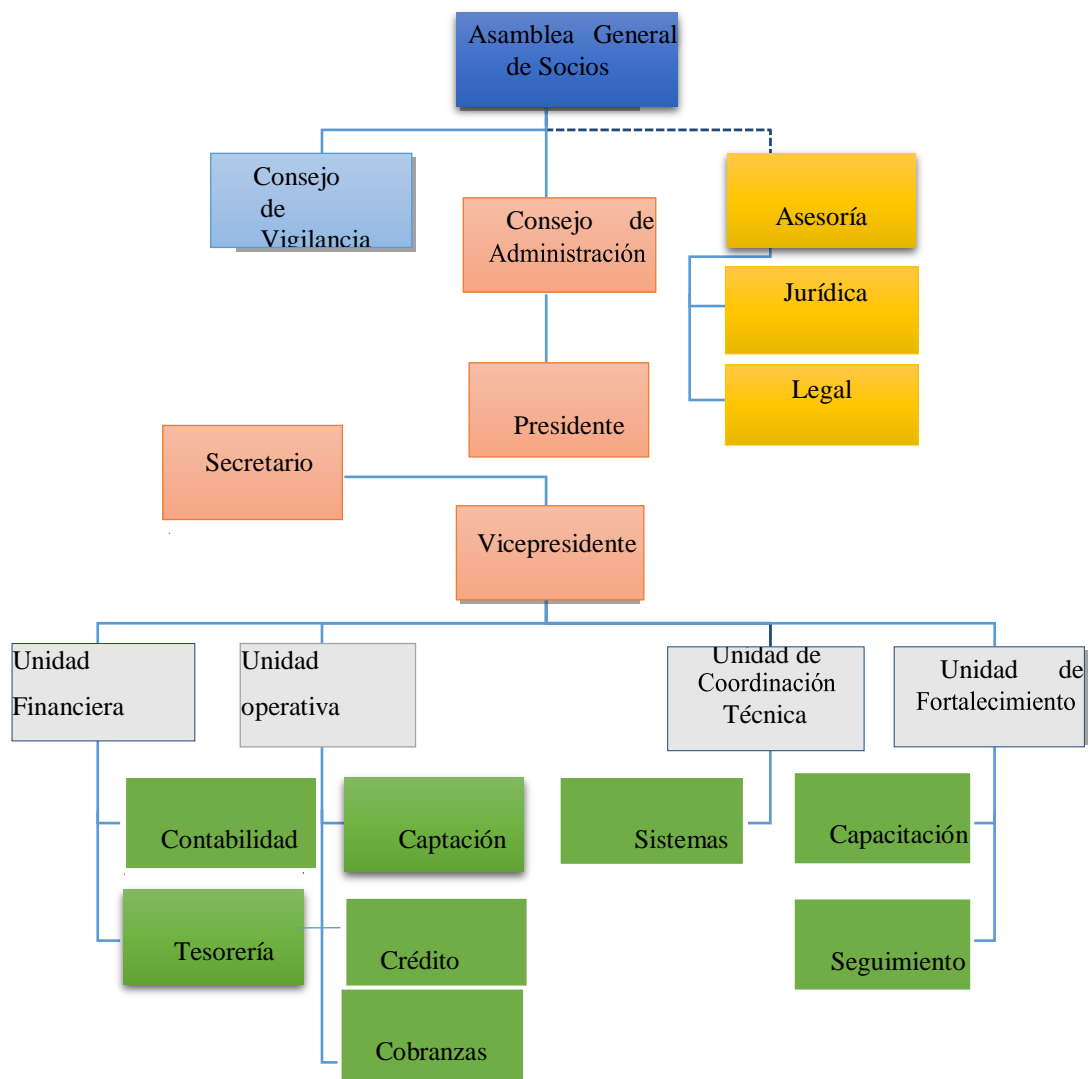 Asamblea General
de Socios
Consejo
de
Vigilancia
Consejo de
Administración
Asesoría
Jurídica
Legal
Presidente
Secretario
Vicepresidente
Unidad
Financiera
Unidad
operativa
Unidad de
Coordinación
Técnica
Unidad de
Fortalecimiento
Contabilidad
Captación
Sistemas
Capacitación
Tesorería
Crédito
Seguimiento
Cobranzas